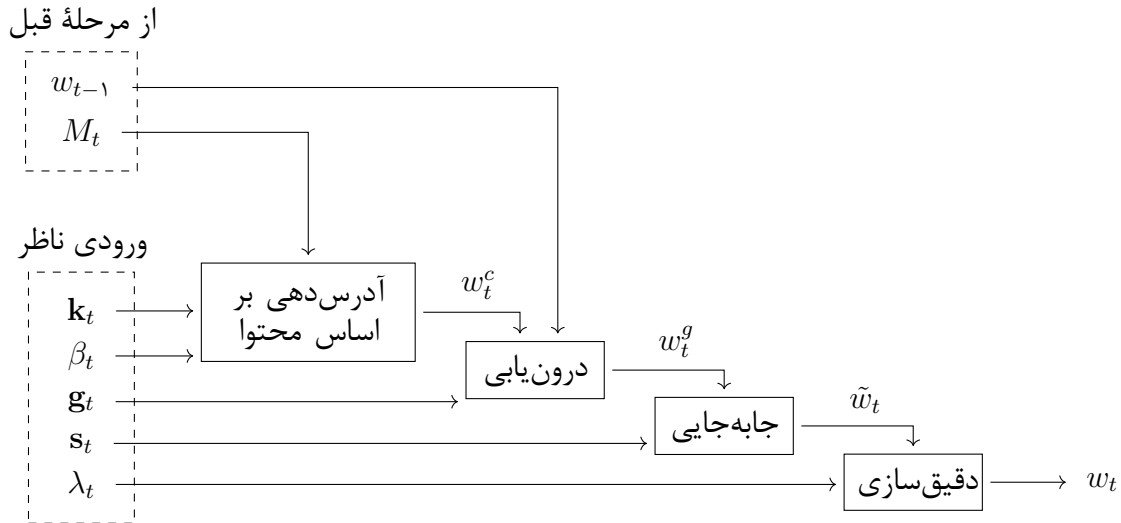 از مرحلهٔ قبل
w_{t-۱}
M_t
ورودی ناظر
k_t
β_t
g_t
s_t
λ_t
آدرس‌دهی بر
اساس محتوا
w_t^c
درون‌یابی
w_t^g
جابه‌جایی
w̃_t
دقیق‌سازی
w_t